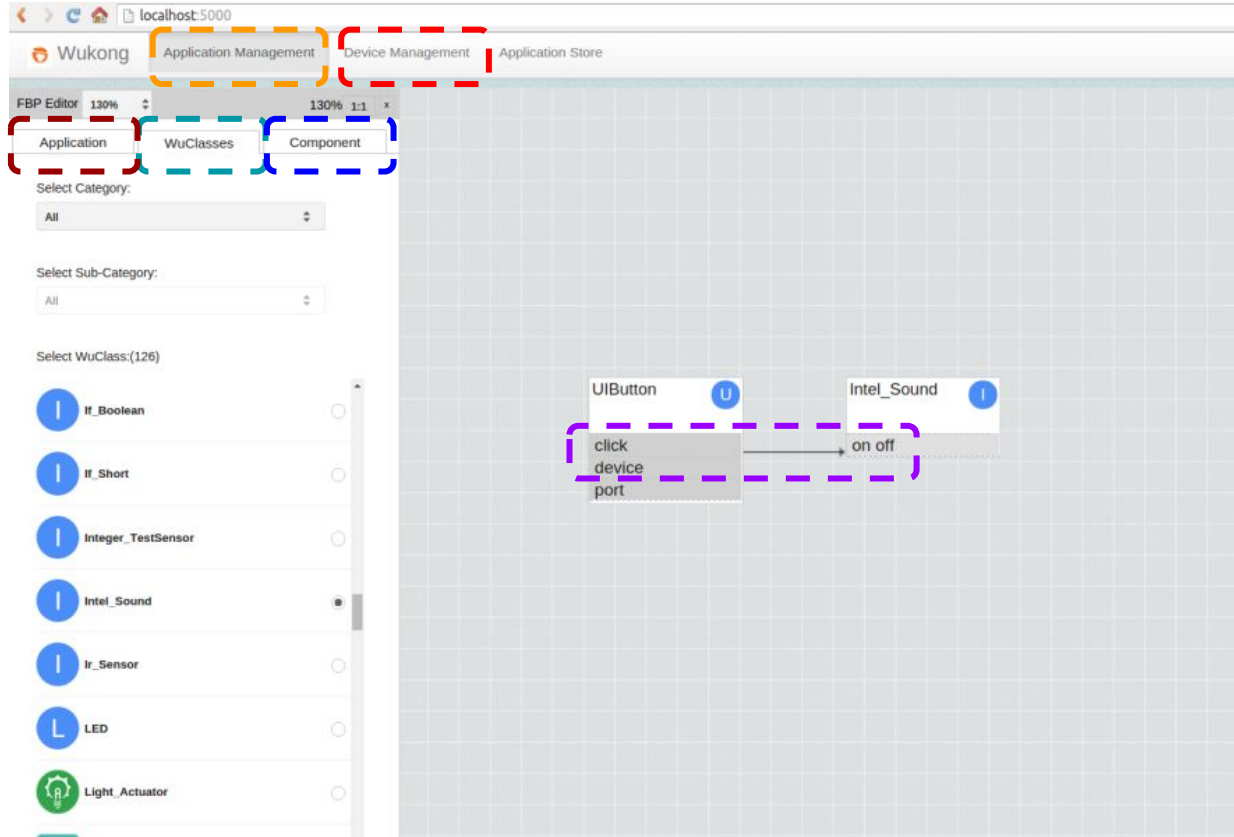 localhost:5000
Wukong Application Management Device Management Application Store
FBP Editor 130% 130% 1:1 x
Application WuClasses Component
Select Category:
All
Select Sub-Category:
All
Select WuClass:(126)
I If_Boolean
I If_Short
I Integer_TestSensor
I Intel_Sound
I Ir_Sensor
L LED
Light_Actuator
UIButton U
click
device
port
Intel_Sound I
on off